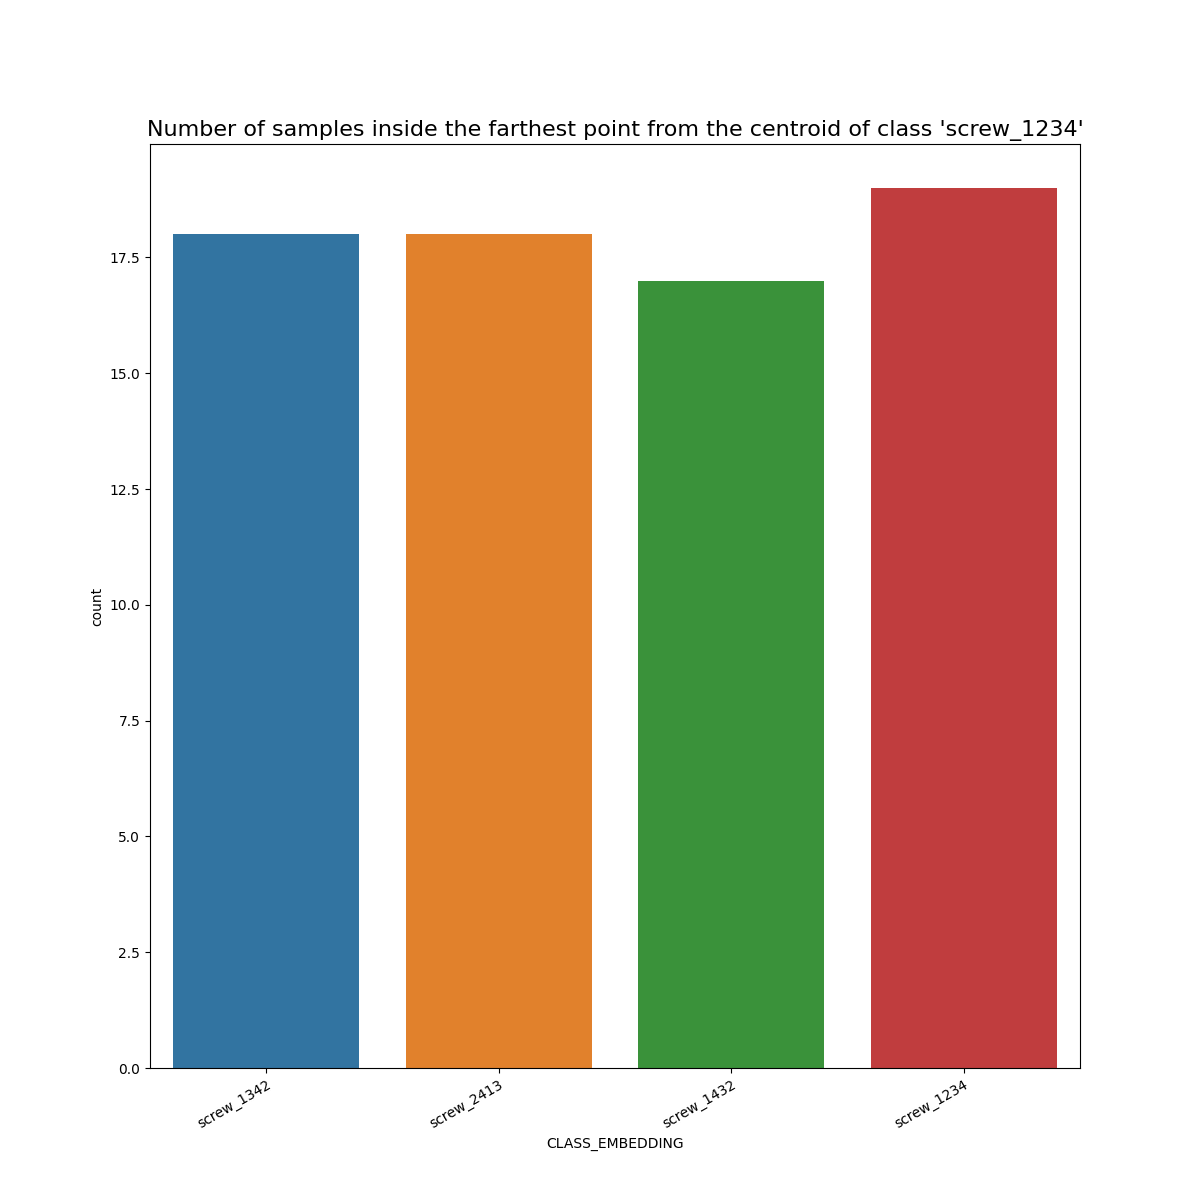 Number of samples inside the farthest point from the centroid of class 'screw_1234'
17.5
15.0
12.5
10.0
7.5
5.0
2.5
0.0
count
screw_1342
screw_2413
screw_1432
screw_1234
CLASS_EMBEDDING